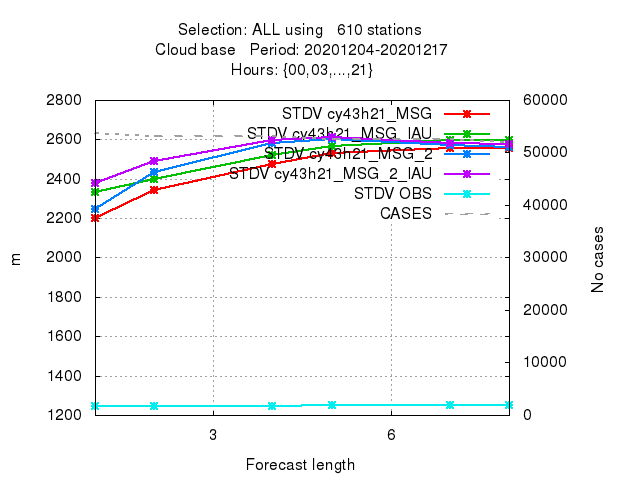 Selection: ALL using 610 stations
Cloud base Period: 20201204-20201217
Hours: {00,03,...,21}
2800
2600
2400
2200
2000
1800
1600
1400
1200
m
60000
50000
40000
30000
20000
10000
0
No cases
STDV cy43h21_MSG
STDV cy43h21_MSG_IAU
STDV cy43h21_MSG_2
STDV cy43h21_MSG_2_IAU
STDV OBS
CASES
3 6
Forecast length